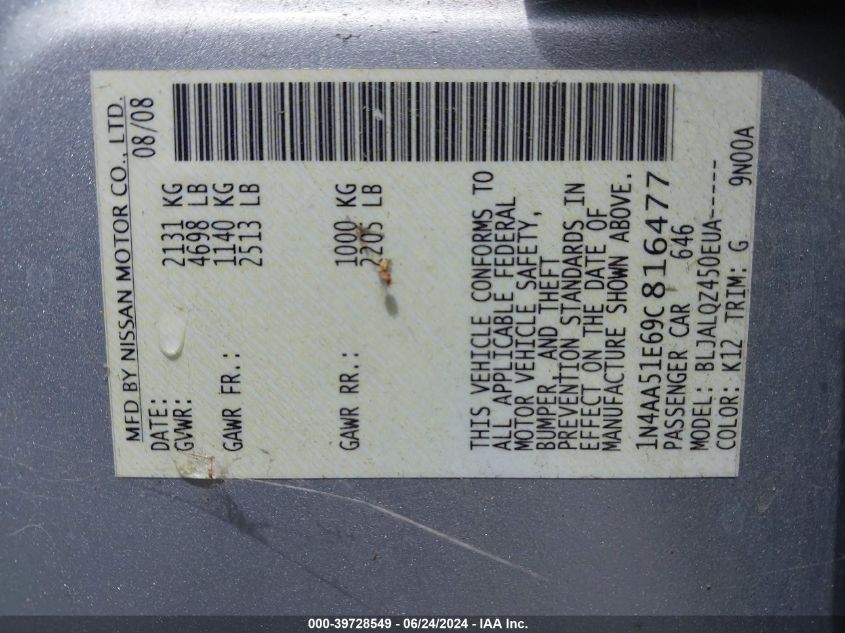 MFD BY NISSAN MOTOR CO., LTD.
DATE: 08/08
GVWR: 2131 KG
4698 LB
GAWR FR.: 1140 KG
2513 LB
GAWR RR.: 1000 KG
2205 LB
THIS VEHICLE CONFORMS TO
ALL APPLICABLE FEDERAL
MOTOR VEHICLE SAFETY,
BUMPER AND THEFT
PREVENTION STANDARDS IN
EFFECT ON THE DATE OF
MANUFACTURE SHOWN ABOVE.
1N4AA51E69C816477
PASSENGER CAR 646
MODEL: BLJALQZ450EUA-----
COLOR: K12 TRIM: G 9N00A
000-39728549 - 06/24/2024 - IAA Inc.